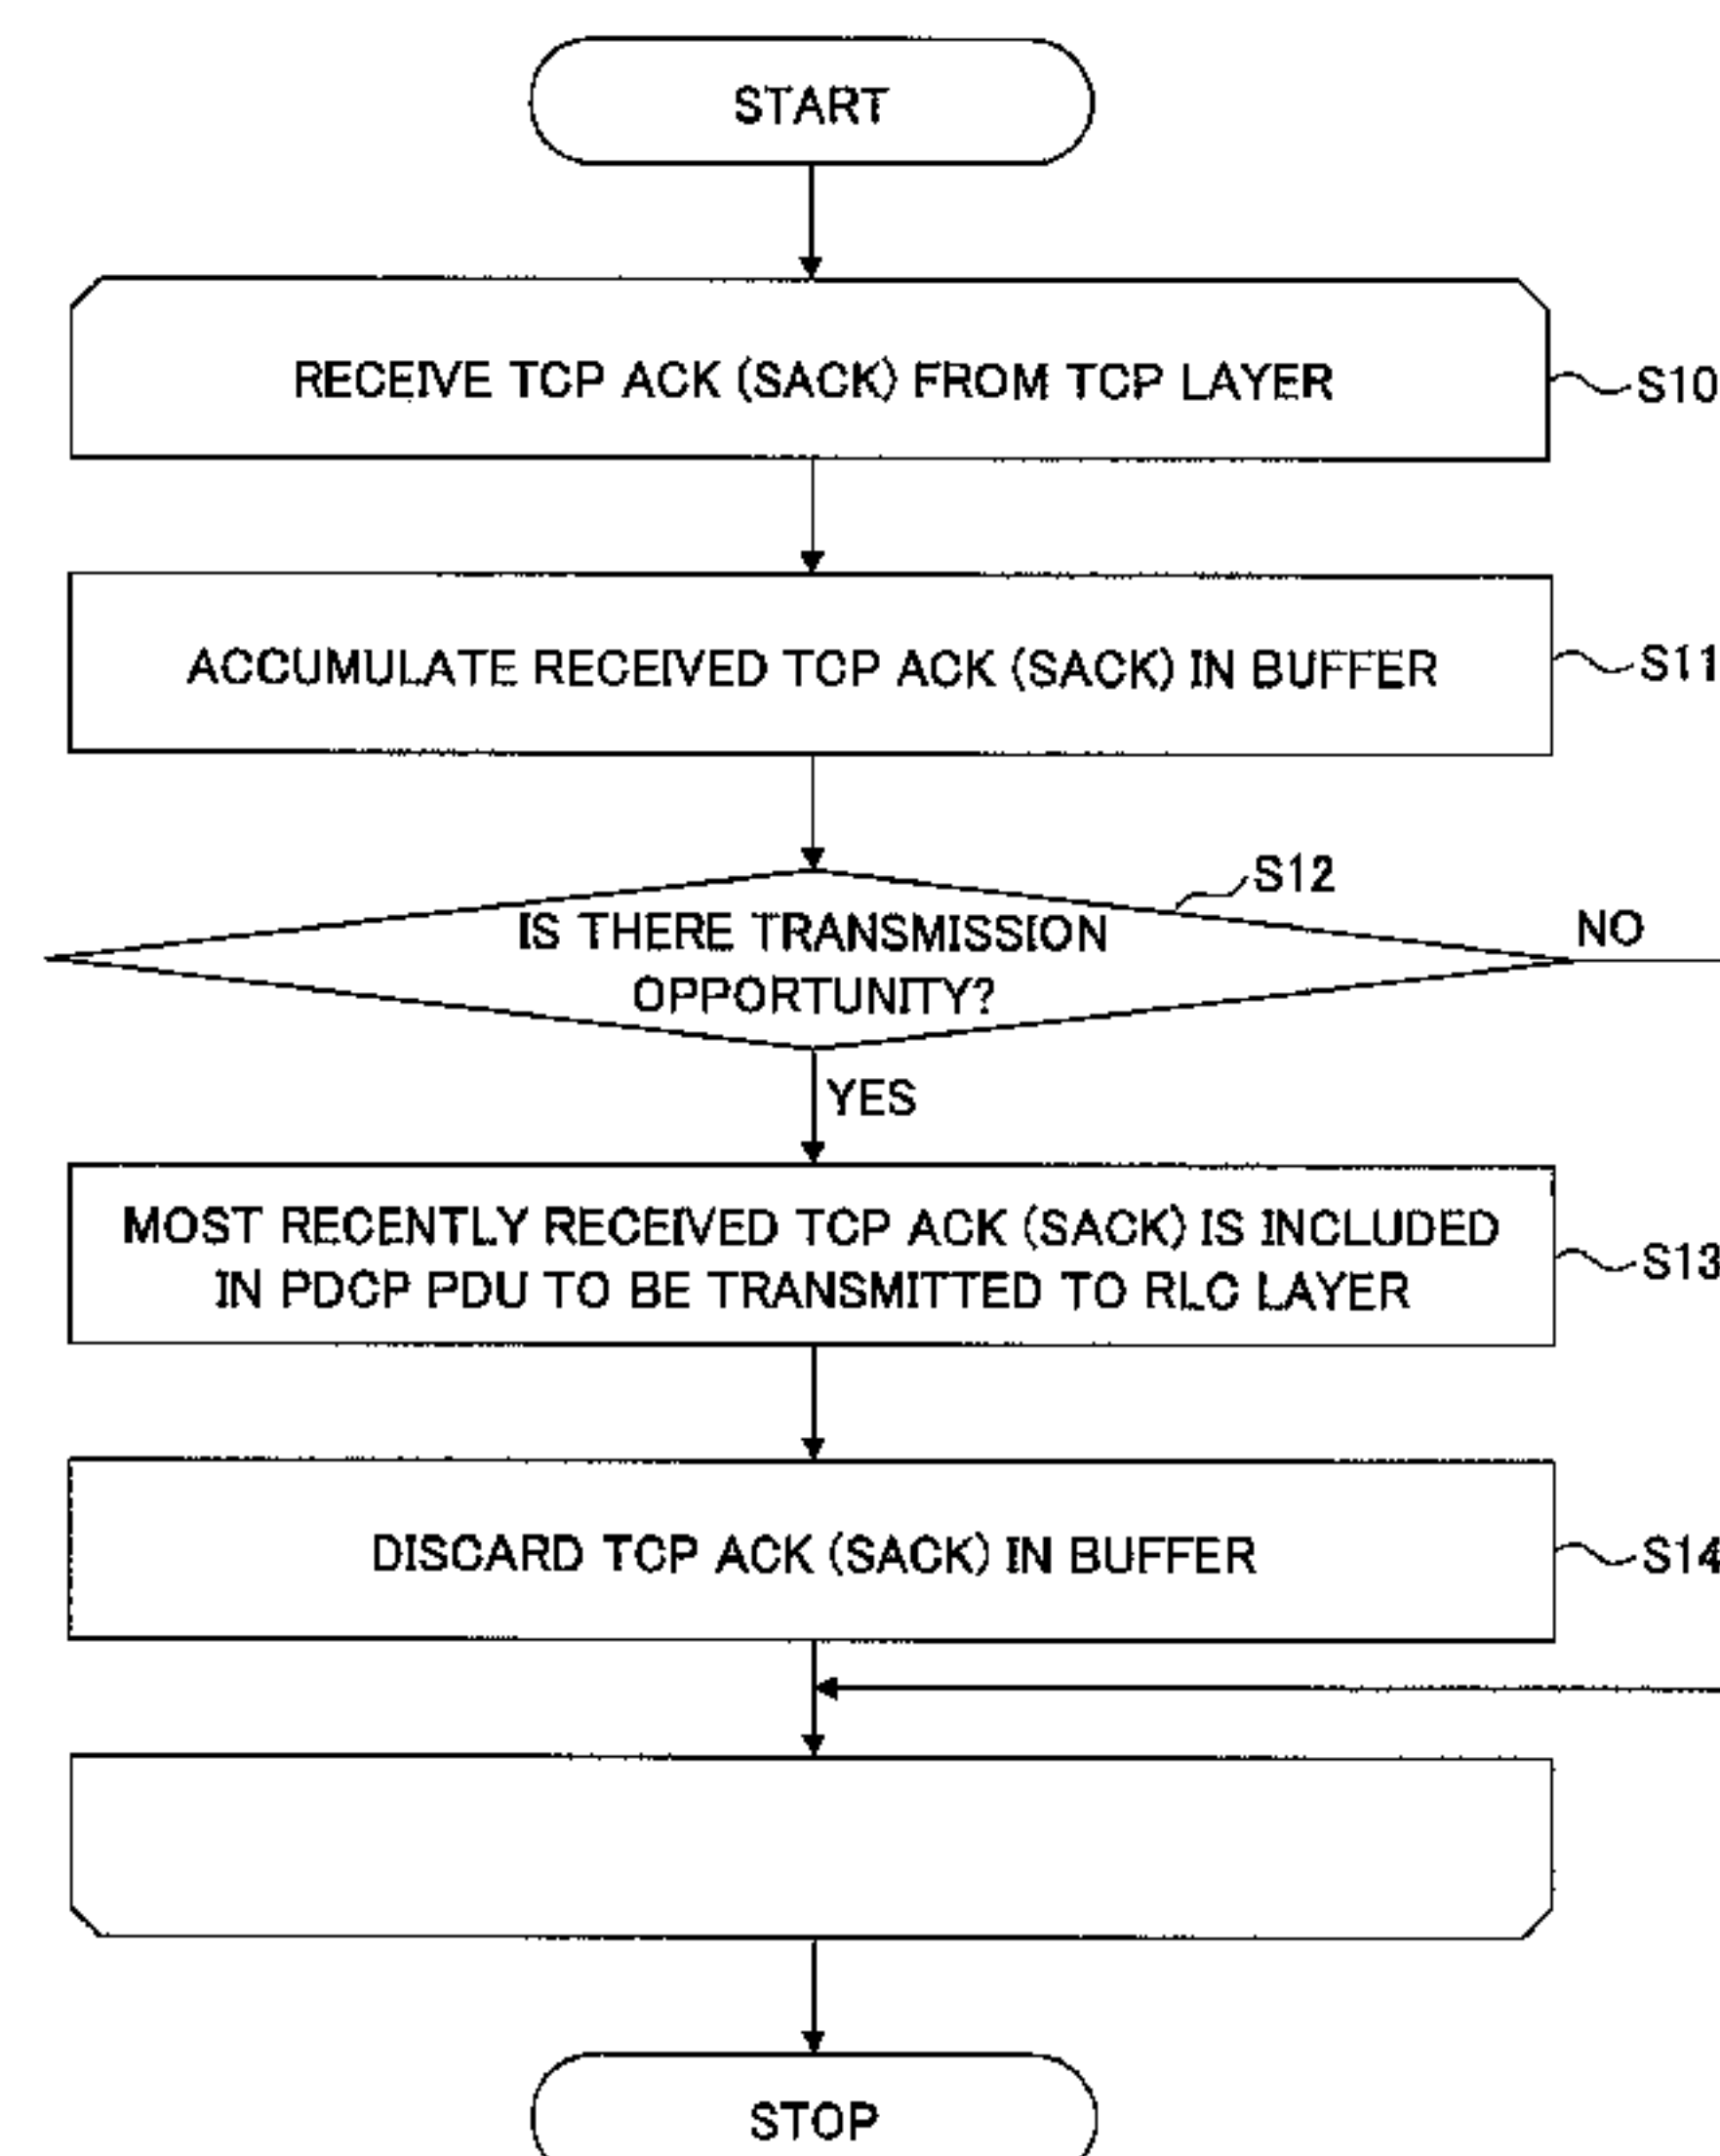 START
RECEIVE TCP ACK (SACK) FROM TCP LAYER
S10
ACCUMULATE RECEIVED TCP ACK (SACK) IN BUFFER
S11
S12
IS THERE TRANSMISSION
OPPORTUNITY?
NO
YES
MOST RECENTLY RECEIVED TCP ACK (SACK) IS INCLUDED
IN PDCP PDU TO BE TRANSMITTED TO RLC LAYER
S13
DISCARD TCP ACK (SACK) IN BUFFER
S14
STOP